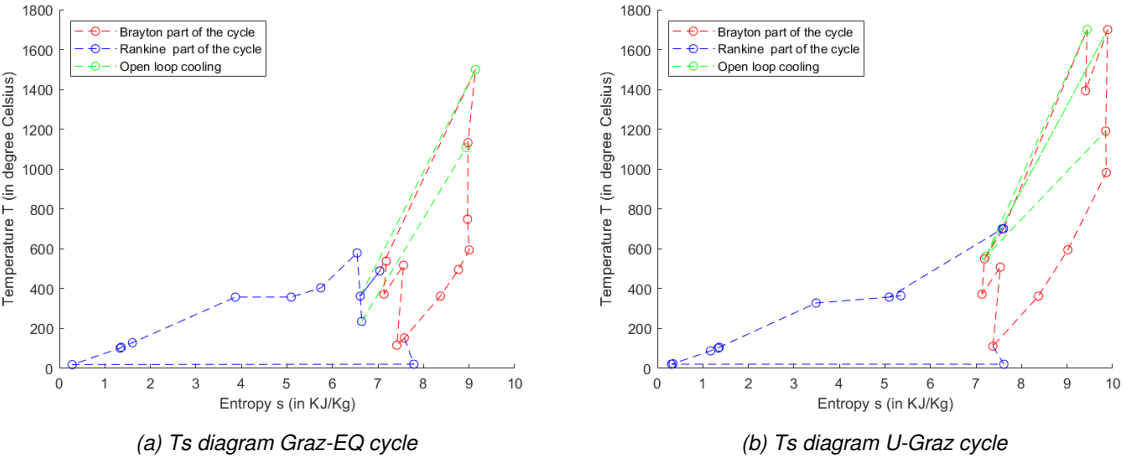 1800
1600
1400
1200
1000
800
600
400
200
0
Temperature T (in degree Celsius)
Brayton part of the cycle
Rankine part of the cycle
Open loop cooling
0 1 2 3 4 5 6 7 8 9 10
Entropy s (in KJ/Kg)
(a) Ts diagram Graz-EQ cycle
1800
1600
1400
1200
1000
800
600
400
200
0
Temperature T (in degree Celsius)
Brayton part of the cycle
Rankine part of the cycle
Open loop cooling
0 1 2 3 4 5 6 7 8 9 10
Entropy s (in KJ/Kg)
(b) Ts diagram U-Graz cycle